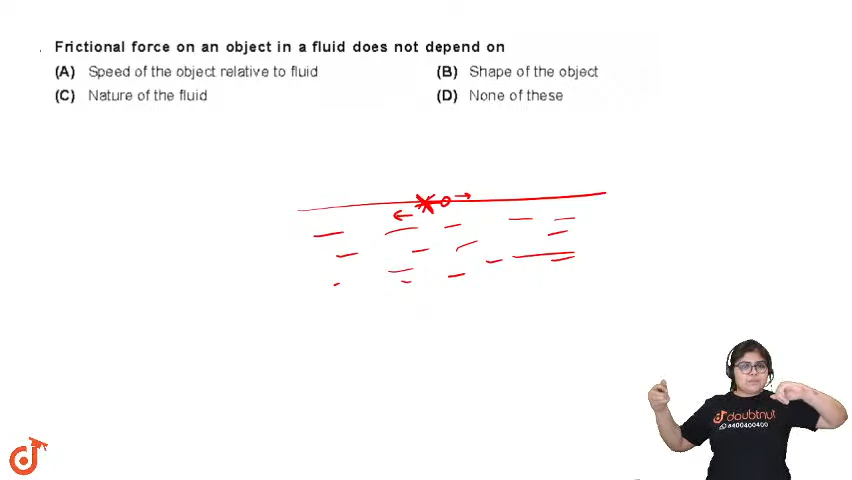 . Frictional force on an object in a fluid does not depend on
(A) Speed of the object relative to fluid (B) Shape of the object
(C) Nature of the fluid (D) None of these
doubtnut
8400400400